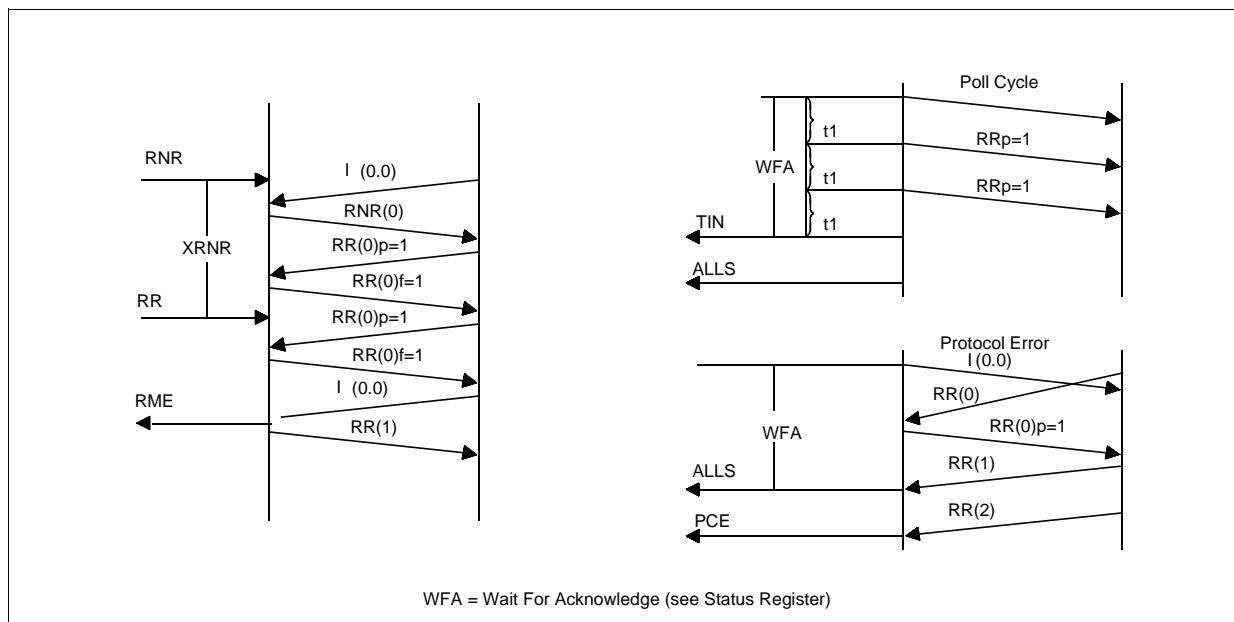 RNR
XRNR
RR
RME
I (0.0)
RNR(0)
RR(0)p=1
RR(0)f=1
RR(0)p=1
RR(0)f=1
I (0.0)
RR(1)
Poll Cycle
t1
RRp=1
WFA
t1
RRp=1
t1
TIN
ALLS
Protocol Error
I(0.0)
RR(0)
WFA
RR(0)p=1
RR(1)
ALLS
RR(2)
PCE
WFA = Wait For Acknowledge (see Status Register)